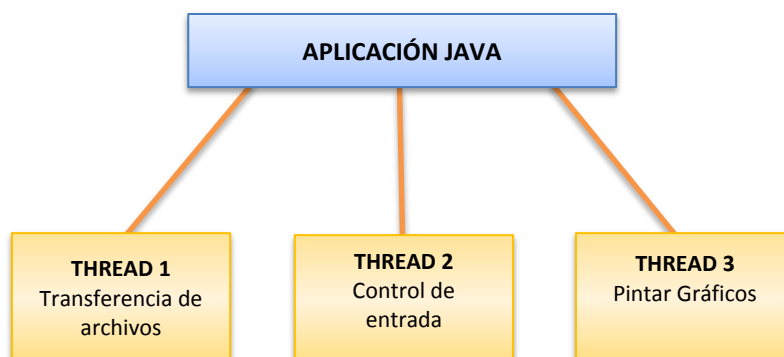 APLICACIÓN JAVA
THREAD 1
Transferencia de
archivos
THREAD 2
Control de
entrada
THREAD 3
Pintar Gráficos